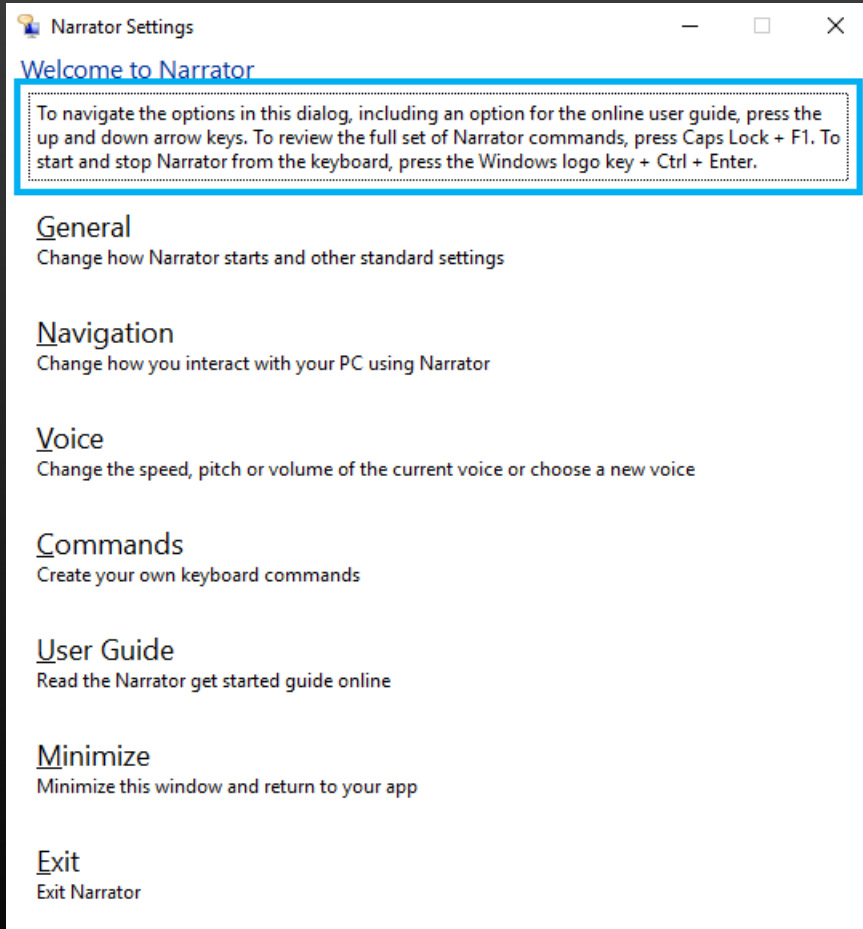 Narrator Settings
Welcome to Narrator
To navigate the options in this dialog, including an option for the online user guide, press the
up and down arrow keys. To review the full set of Narrator commands, press Caps Lock + F1. To
start and stop Narrator from the keyboard, press the Windows logo key + Ctrl + Enter.
General
Change how Narrator starts and other standard settings
Navigation
Change how you interact with your PC using Narrator
Voice
Change the speed, pitch or volume of the current voice or choose a new voice
Commands
Create your own keyboard commands
User Guide
Read the Narrator get started guide online
Minimize
Minimize this window and return to your app
Exit
Exit Narrator